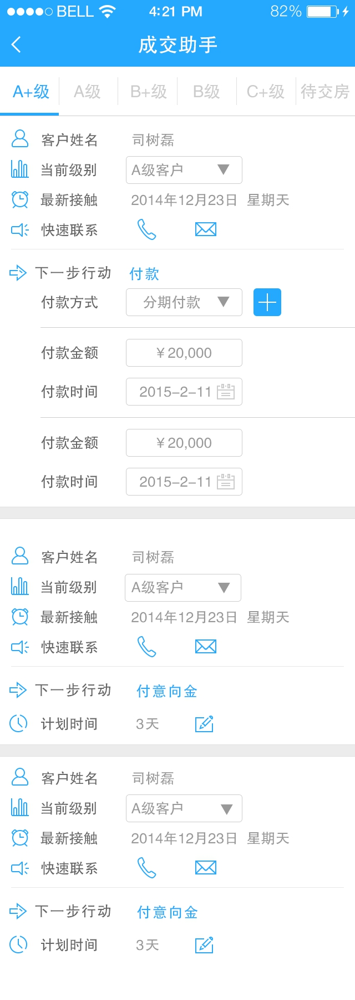 BELL 4:21 PM 82%
成交助手
A+级 A级 B+级 B级 C+级 待交房
客户姓名 司树磊
当前级别 A级客户
最新接触 2014年12月23日 星期天
快速联系
下一步行动 付款
付款方式 分期付款
付款金额 ¥20,000
付款时间 2015-2-11
付款金额 ¥20,000
付款时间 2015-2-11
客户姓名 司树磊
当前级别 A级客户
最新接触 2014年12月23日 星期天
快速联系
下一步行动 付意向金
计划时间 3天
客户姓名 司树磊
当前级别 A级客户
最新接触 2014年12月23日 星期天
快速联系
下一步行动 付意向金
计划时间 3天